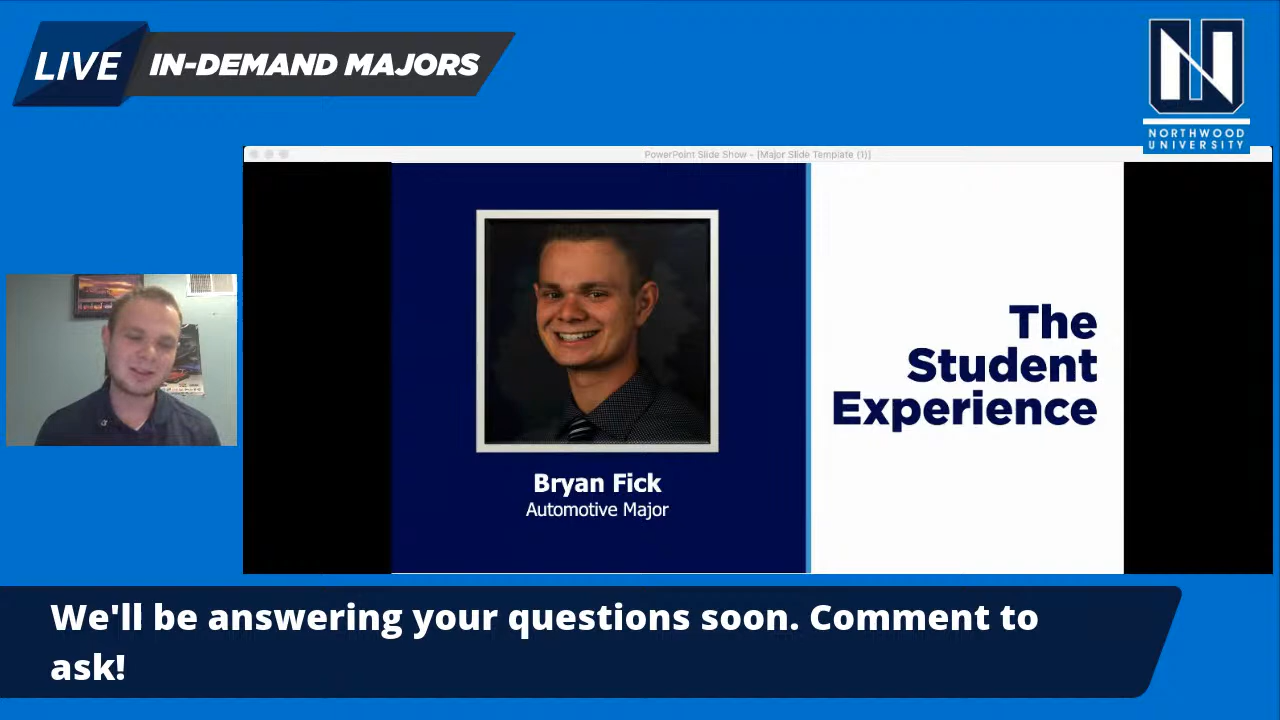 LIVE
IN-DEMAND MAJORS
NORTHWOOD
UNIVERSITY
PowerPoint Slide Show - [Major Slide Template (1)]
The
Student
Experience
Bryan Fick
Automotive Major
We'll be answering your questions soon. Comment to
ask!